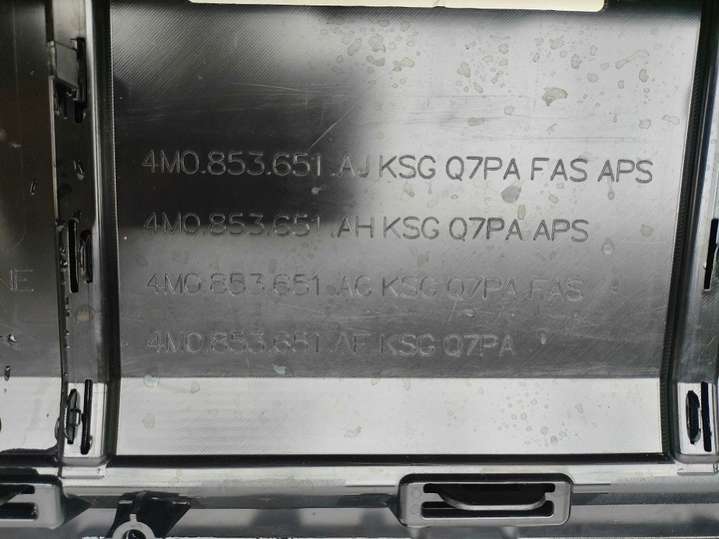 4M0.853.651.AJ KSG Q7PA FAS APS
4M0.853.651.AH KSG Q7PA APS
4M0.853.651.AG KSG Q7PA FAS
4M0.853.651.AF KSG Q7PA